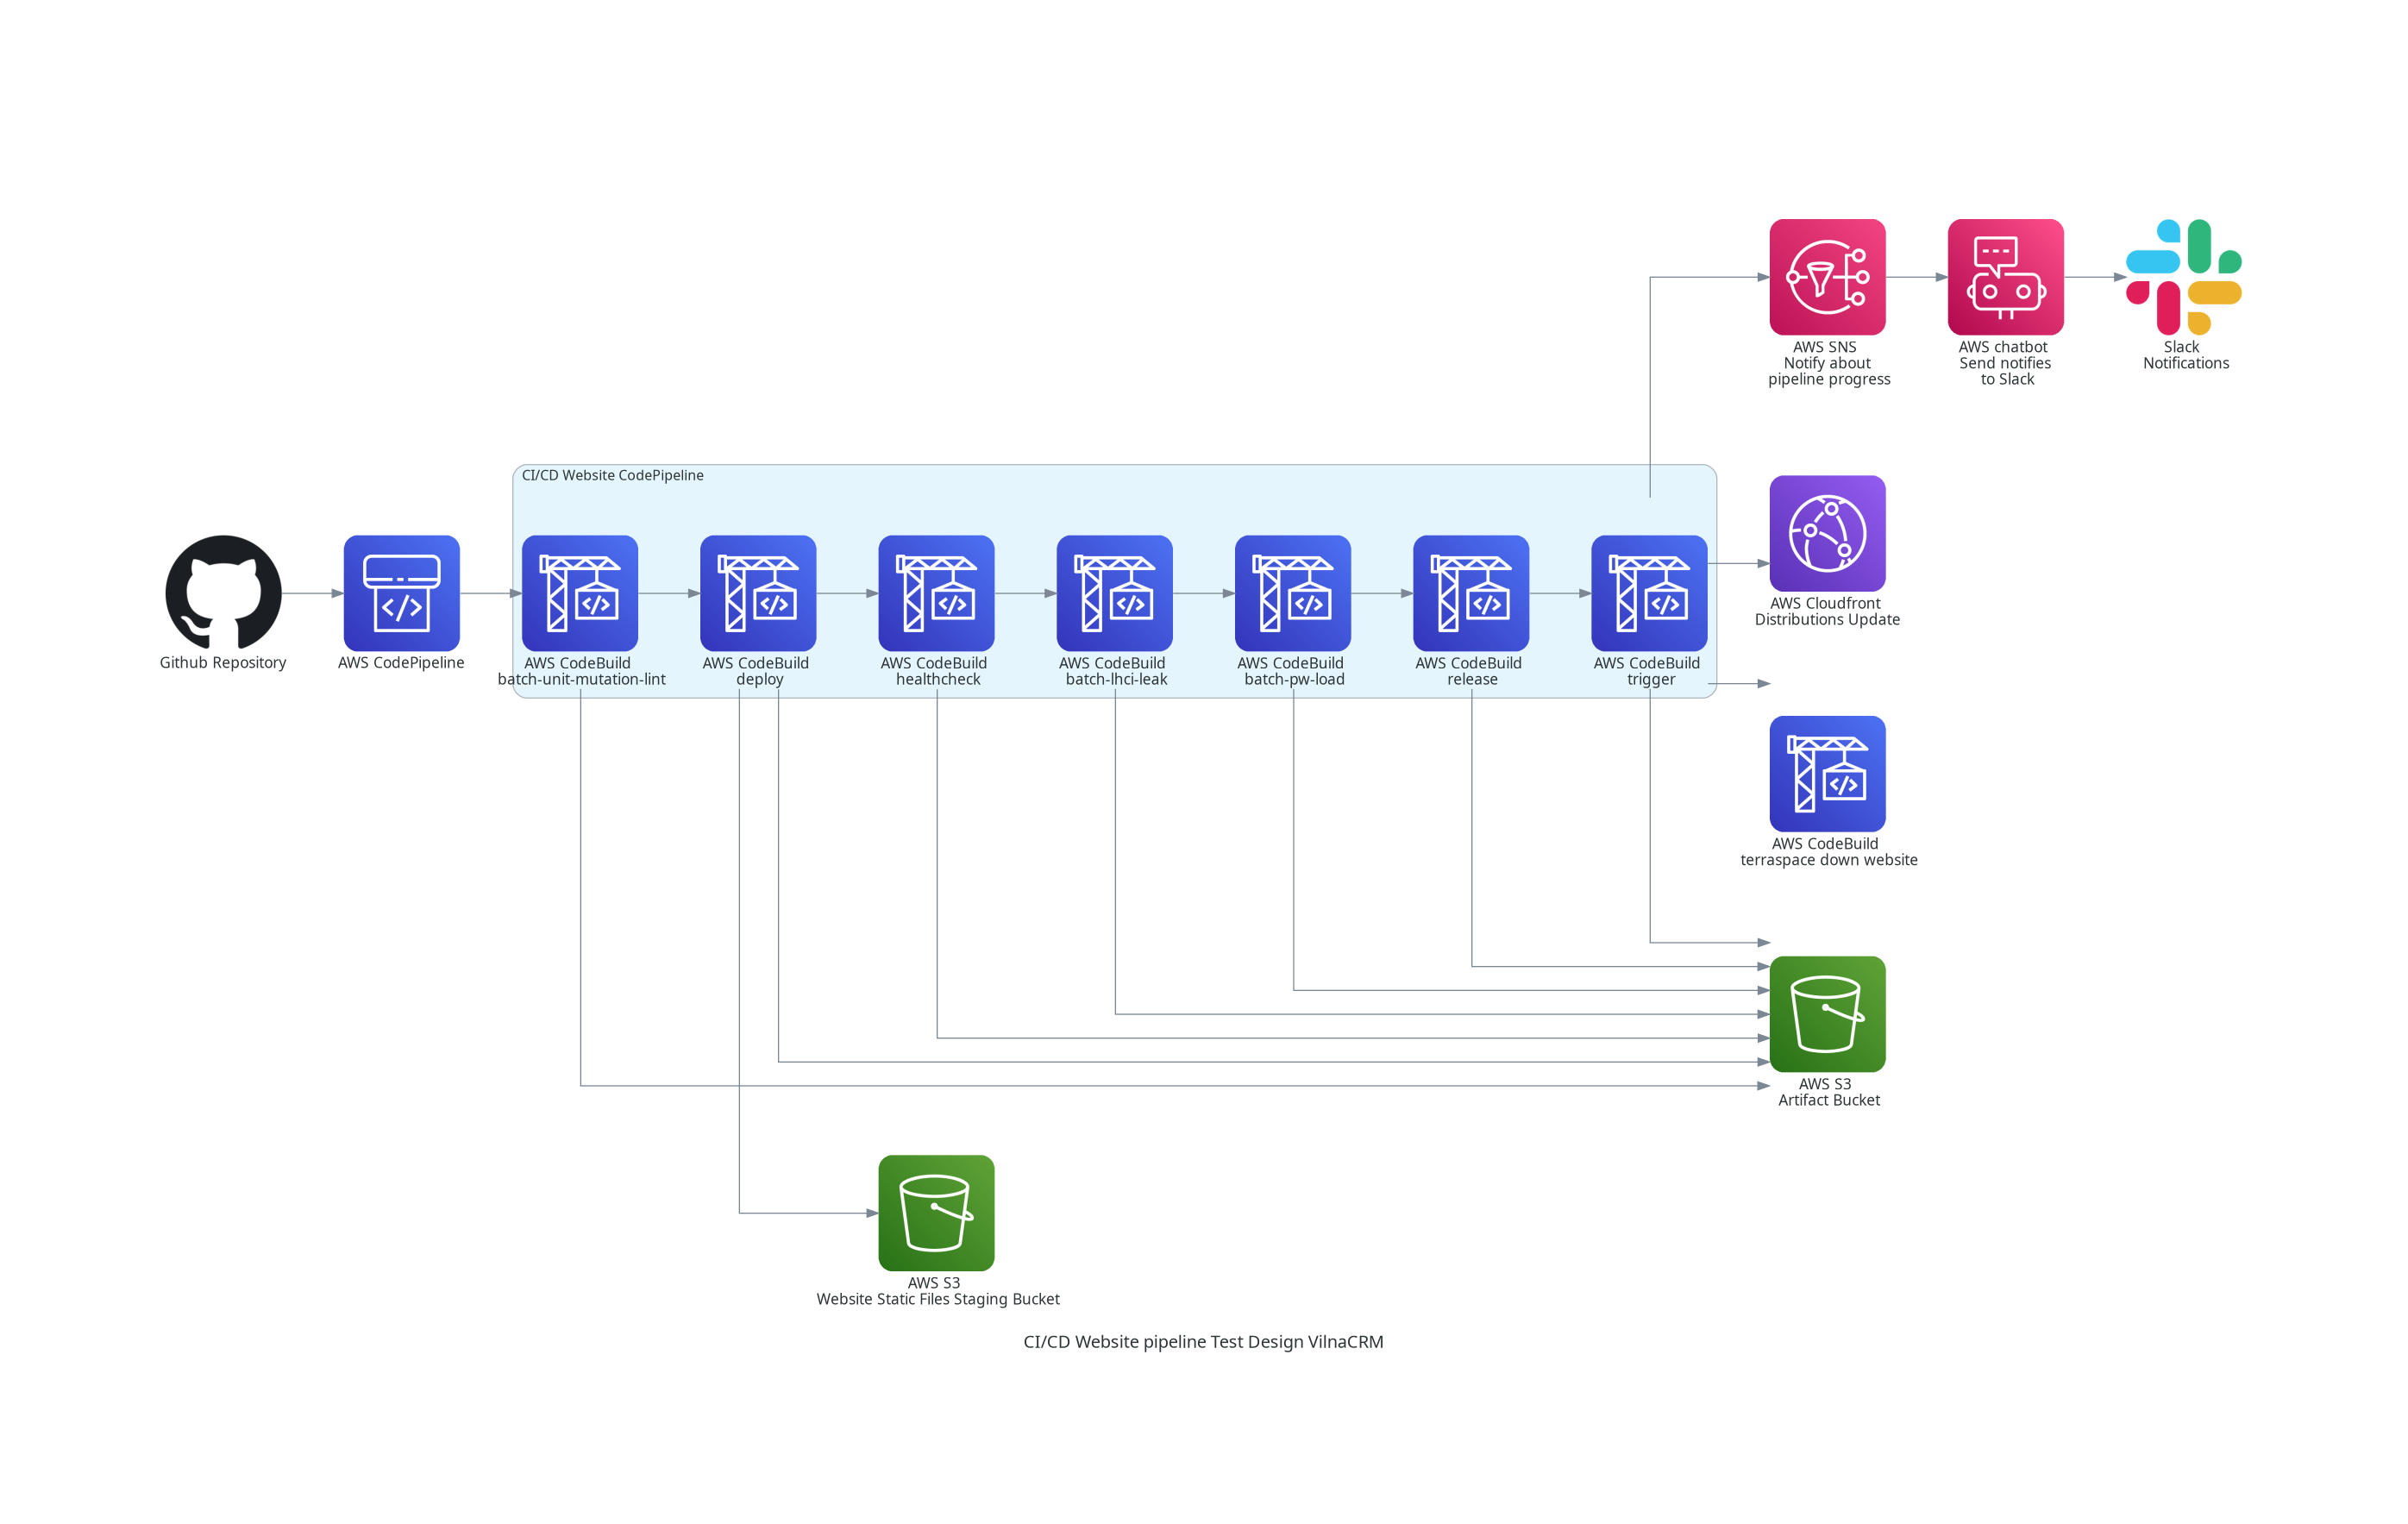 AWS SNS
Notify about
pipeline progress
AWS chatbot
Send notifies
to Slack
Slack
Notifications
CI/CD Website CodePipeline
AWS Cloudfront
Distributions Update
Github Repository
AWS CodePipeline
AWS CodeBuild
batch-unit-mutation-lint
AWS CodeBuild
deploy
AWS CodeBuild
healthcheck
AWS CodeBuild
batch-lhci-leak
AWS CodeBuild
batch-pw-load
AWS CodeBuild
release
AWS CodeBuild
trigger
AWS CodeBuild
terraspace down website
AWS S3
Artifact Bucket
AWS S3
Website Static Files Staging Bucket
CI/CD Website pipeline Test Design VilnaCRM